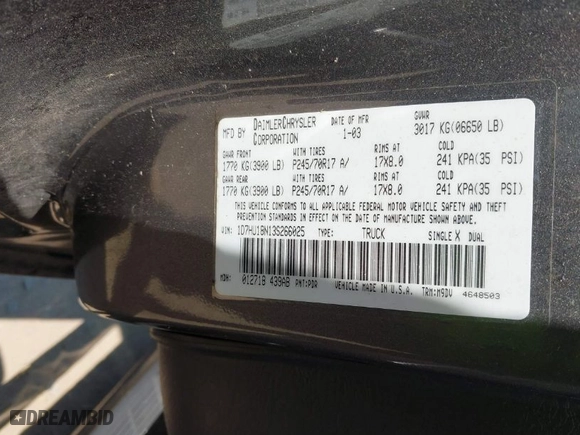 MFD BY DAIMLERCHRYSLER CORPORATION DATE OF MFR 1-03 GVWR 3017 KG(06650 LB)
GAWR FRONT WITH TIRES RIMS AT COLD
1770 KG(3900 LB) P245/70R17 A/ 17X8.0 241 KPA(35 PSI)
GAWR REAR WITH TIRES RIMS AT COLD
1770 KG(3900 LB) P245/70R17 A/ 17X8.0 241 KPA(35 PSI)
THIS VEHICLE CONFORMS TO ALL APPLICABLE FEDERAL MOTOR VEHICLE SAFETY AND THEFT
PREVENTION STANDARDS IN EFFECT ON THE DATE OF MANUFACTURE SHOWN ABOVE.
VIN: 1D7HU18N13S266025 TYPE: TRUCK SINGLE X DUAL
MDH: 01271B 439AB PNT:PDR VEHICLE MADE IN U.S.A. TRM:M9DV 4648503
DREAMBID